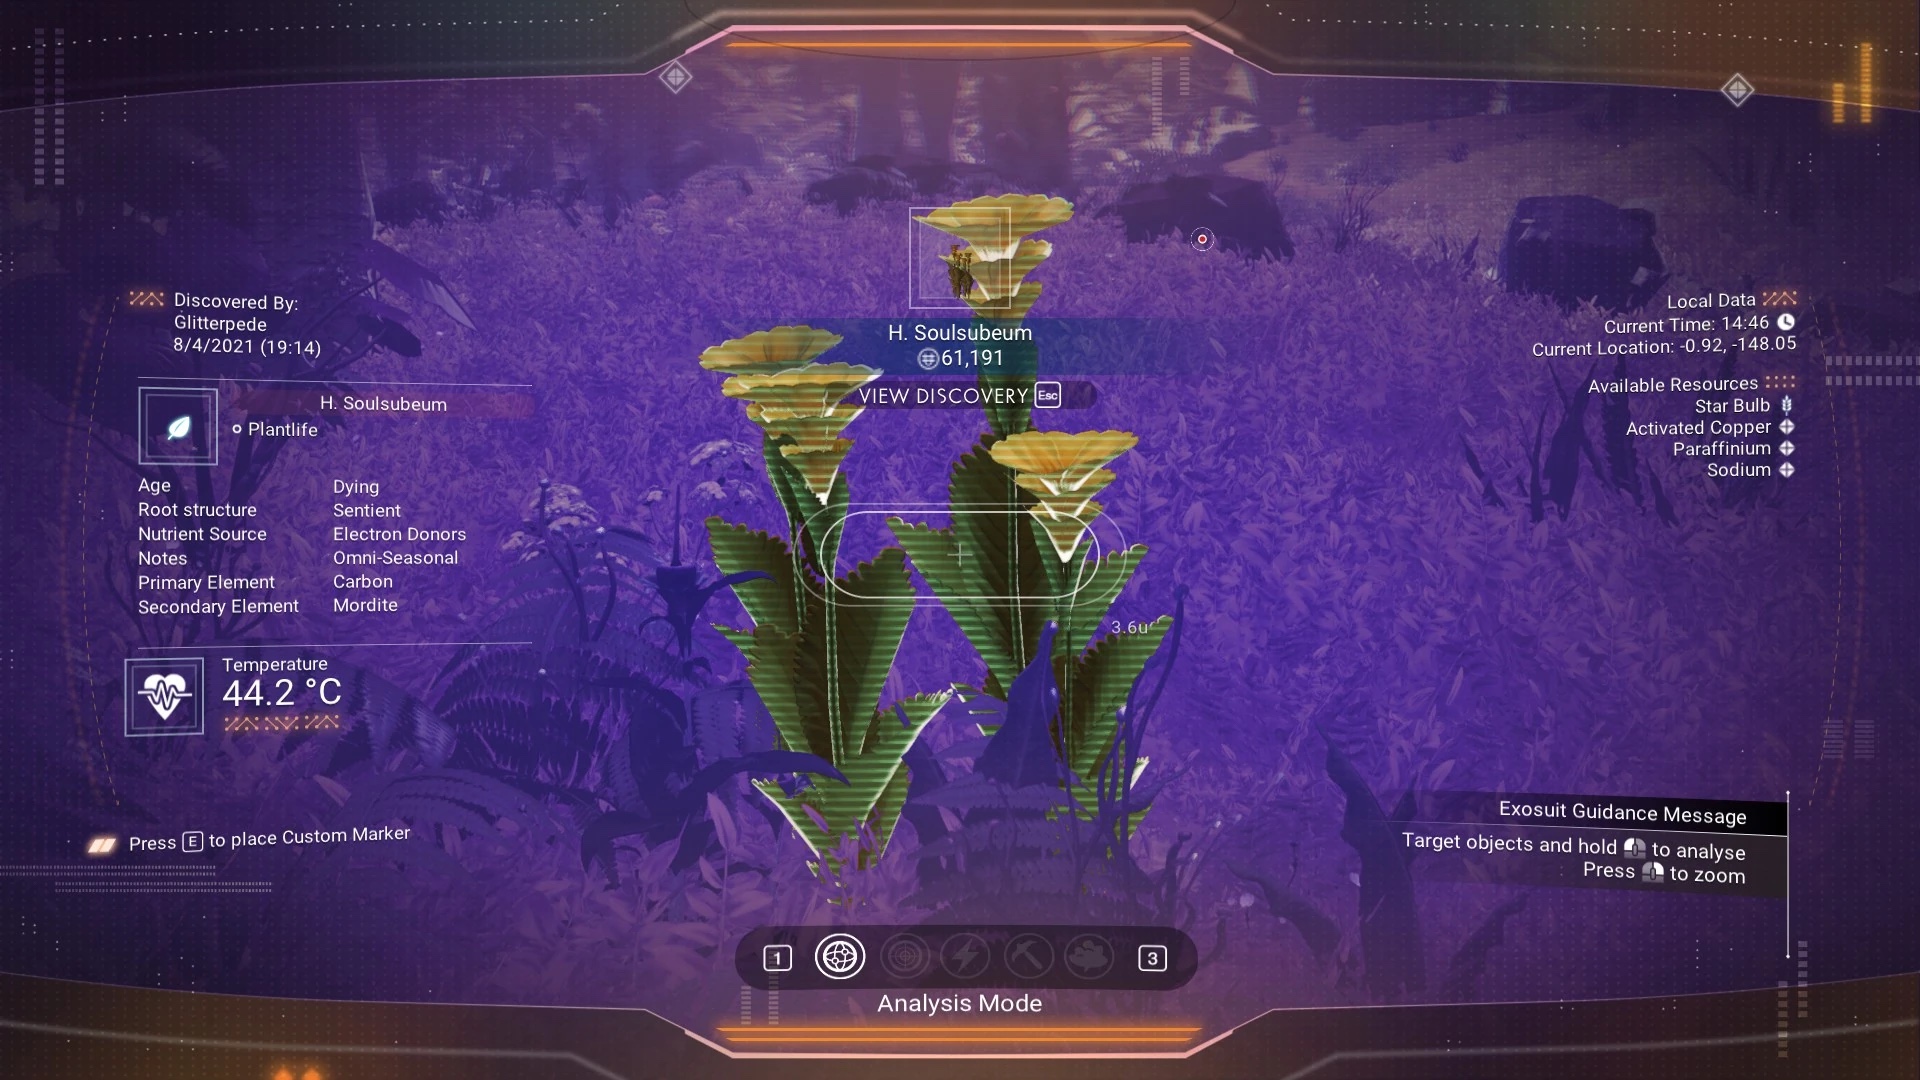 Discovered By:
Glitterpede
8/4/2021 (19:14)
H. Soulsubeum
Plantlife
Age Dying
Root structure Sentient
Nutrient Source Electron Donors
Notes Omni-Seasonal
Primary Element Carbon
Secondary Element Mordite
Temperature
44.2 °C
Press E to place Custom Marker
H. Soulsubeum
61,191
VIEW DISCOVERY Esc
3.6u
Local Data
Current Time: 14:46
Current Location: -0.92, -148.05
Available Resources
Star Bulb
Activated Copper
Paraffinium
Sodium
Exosuit Guidance Message
Target objects and hold to analyse
Press to zoom
1 3
Analysis Mode